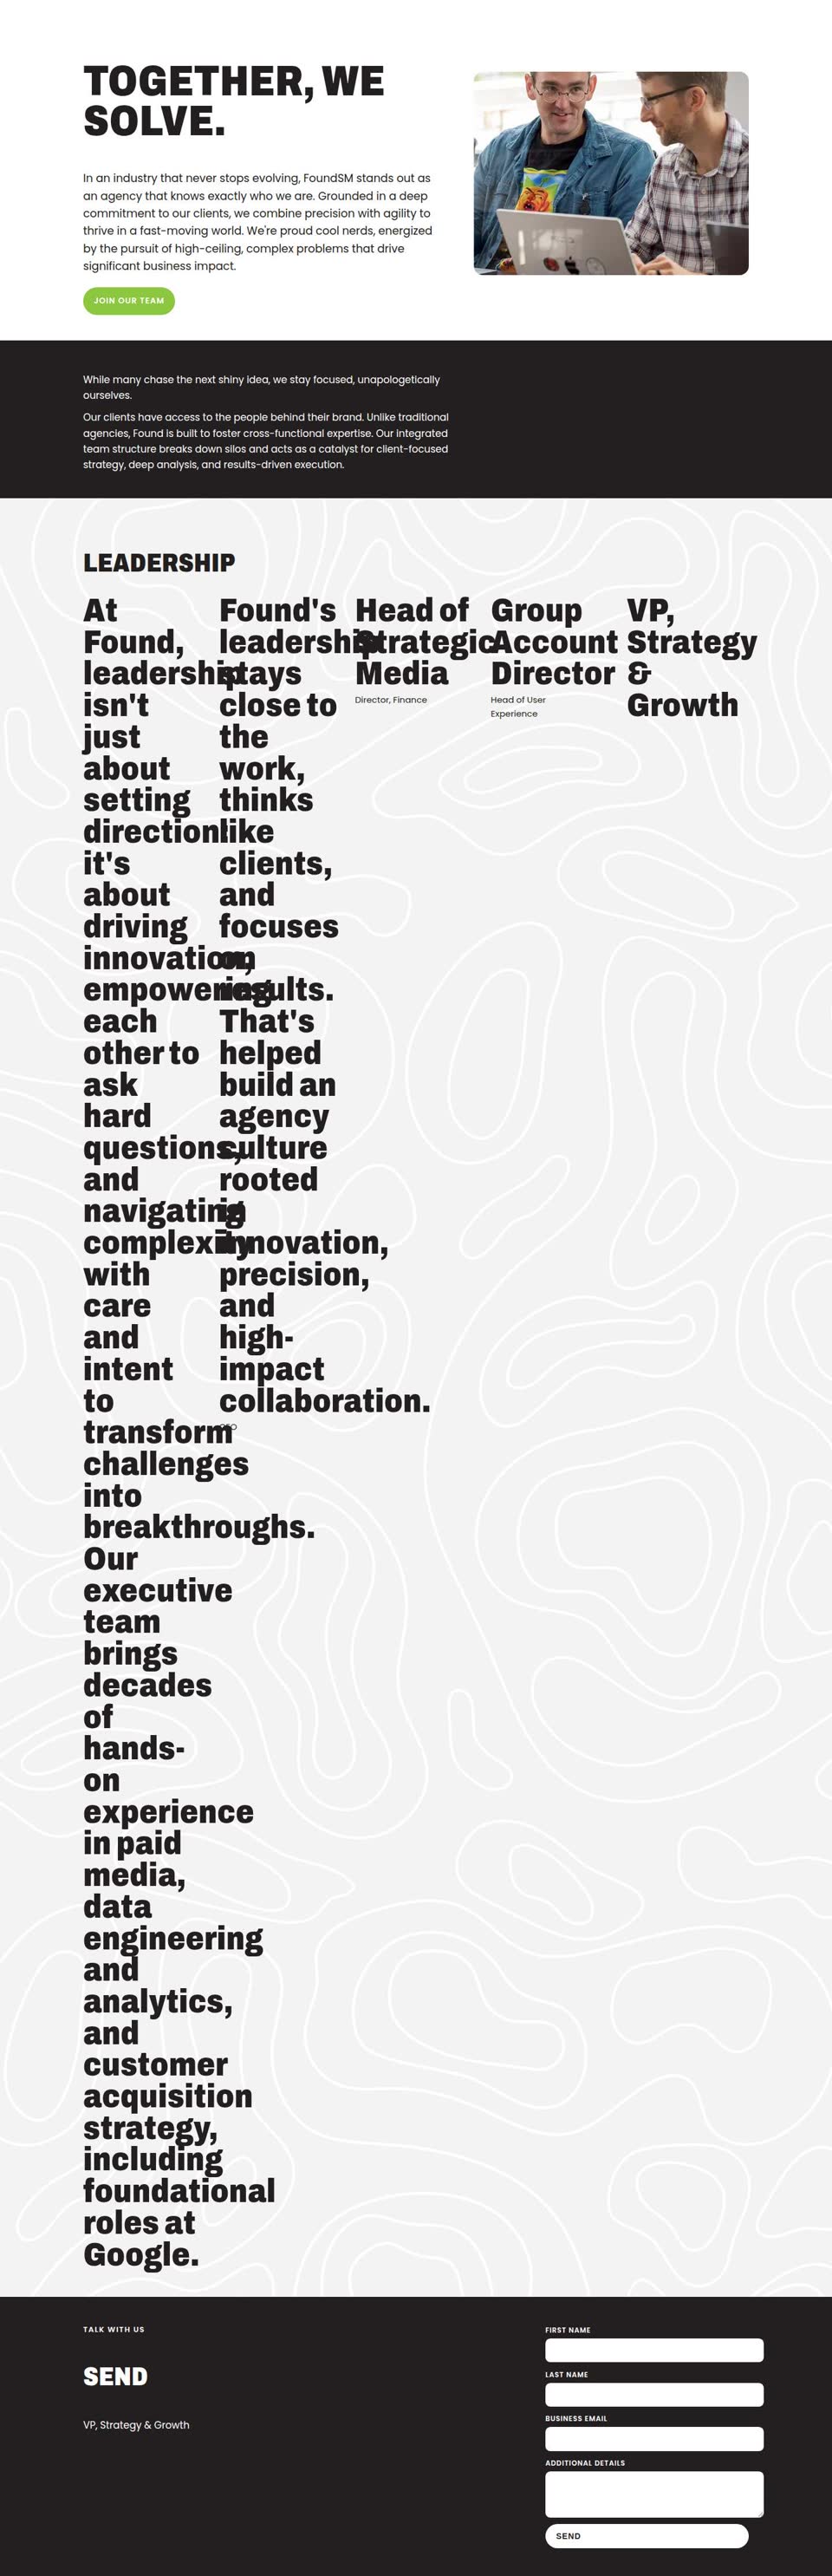 TOGETHER, WE
SOLVE.
In an industry that never stops evolving, FoundSM stands out as
an agency that knows exactly who we are. Grounded in a deep
commitment to our clients, we combine precision with agility to
thrive in a fast-moving world. We're proud cool nerds, energized
by the pursuit of high-ceiling, complex problems that drive
significant business impact.
JOIN OUR TEAM
While many chase the next shiny idea, we stay focused, unapologetically
ourselves.
Our clients have access to the people behind their brand. Unlike traditional
agencies, Found is built to foster cross-functional expertise. Our integrated
team structure breaks down silos and acts as a catalyst for client-focused
strategy, deep analysis, and results-driven execution.
LEADERSHIP
At
Found,
leadership
isn't
just
about
setting
direction:
it's
about
driving
innovation,
empowering
each
other to
ask
hard
questions,
and
navigating
complexity
with
care
and
intent
to
transform
challenges
into
breakthroughs.
Our
executive
team
brings
decades
of
hands-
on
experience
in paid
media,
data
engineering
and
analytics,
and
customer
acquisition
strategy,
including
foundational
roles at
Google.
Found's
leadership
stays
close to
the
work,
thinks
like
clients,
and
focuses
on
results.
That's
helped
build an
agency
culture
rooted
in
innovation,
precision,
and
high-
impact
collaboration.
Head of
Strategic
Media
Director, Finance
Group
Account
Director
Head of User
Experience
VP,
Strategy
&
Growth
TALK WITH US
SEND
VP, Strategy & Growth
FIRST NAME
LAST NAME
BUSINESS EMAIL
ADDITIONAL DETAILS
SEND